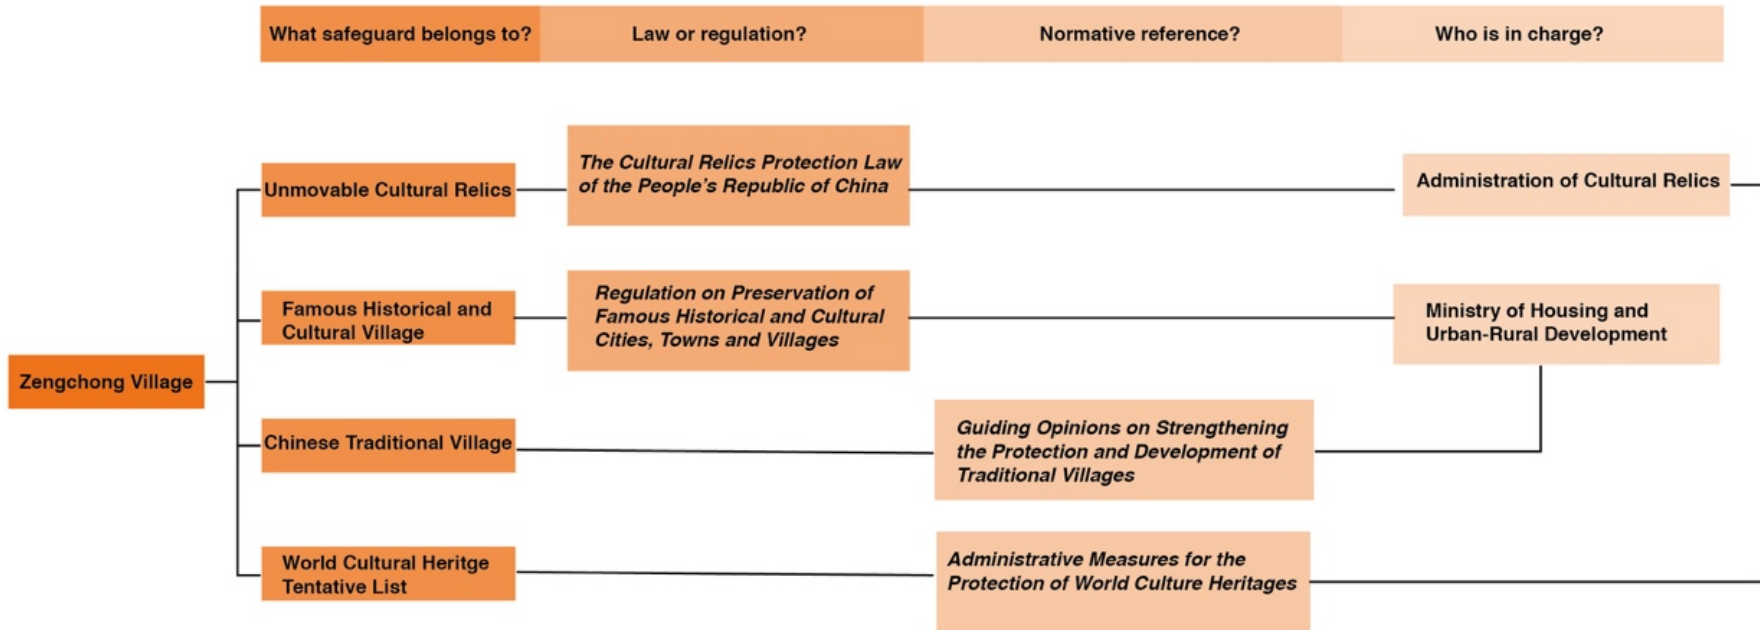 What safeguard belongs to?
Law or regulation?
Normative reference?
Who is in charge?
Unmovable Cultural Relics
The Cultural Relics Protection Law
of the People's Republic of China
Administration of Cultural Relics
Famous Historical and
Cultural Village
Regulation on Preservation of
Famous Historical and Cultural
Cities, Towns and Villages
Ministry of Housing and
Urban-Rural Development
Zengchong Village
Chinese Traditional Village
Guiding Opinions on Strengthening
the Protection and Development of
Traditional Villages
World Cultural Heritge
Tentative List
Administrative Measures for the
Protection of World Culture Heritages